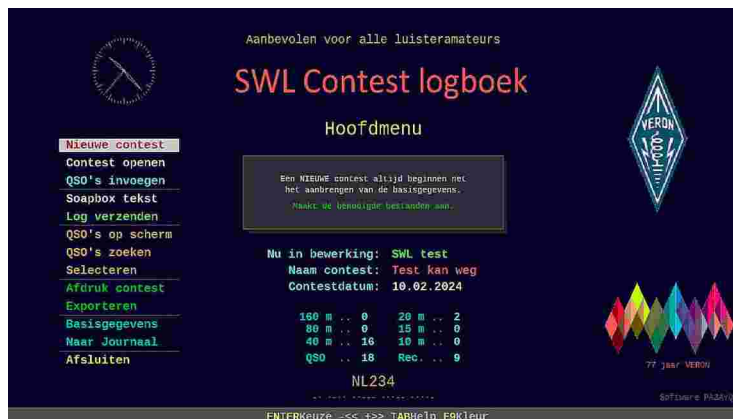 Aanbevolen voor alle luisteramateurs
SWL Contest logboek
Hoofdmenu
Nieuwe contest
Contest openen
QSO's invoegen
Soapbox tekst
Log verzenden
QSO's op scherm
QSO's zoeken
Selecteren
Afdruk contest
Exporteren
Basisgegevens
Naar Journaal
Afsluiten
Een NIEUWE contest altijd beginnen met
het aanbrengen van de basisgegevens.
Maakt de benodigde bestanden aan.
Nu in bewerking: SWL test
Naam contest: Test kan weg
Contestdatum: 10.02.2024
160 m .. 0 20 m .. 2
80 m .. 0 15 m .. 0
40 m .. 16 10 m .. 0
QSO .. 18 Rec. .. 9
NL234
VERON
77 jaar VERON
Software
ENTERKeuze -<< +>> TABHelp F9Kleur